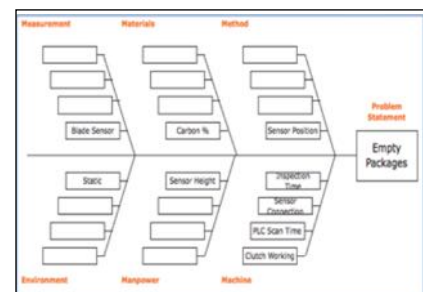 Measurement
Materials
Method
Blade Sensor
Carbon %
Sensor Position
Problem
Statement
Empty
Packages
Static
Sensor Height
Inspection
Time
Sensor
Connection
PLC Scan Time
Clutch Working
Environment
Manpower
Machine